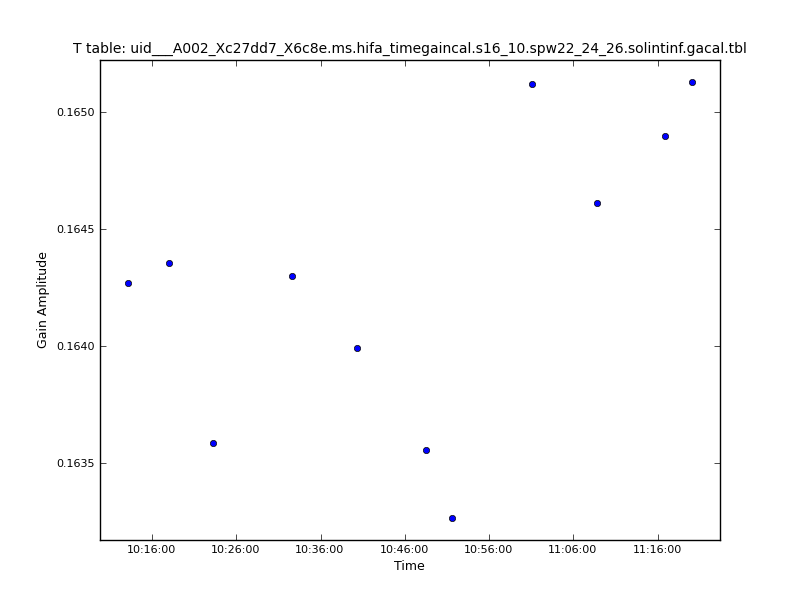 T table: uid___A002_Xc27dd7_X6c8e.ms.hifa_timegaincal.s16_10.spw22_24_26.solintinf.gacal.tbl
0.1650
0.1645
0.1640
0.1635
Gain Amplitude
10:16:00 10:26:00 10:36:00 10:46:00 10:56:00 11:06:00 11:16:00
Time